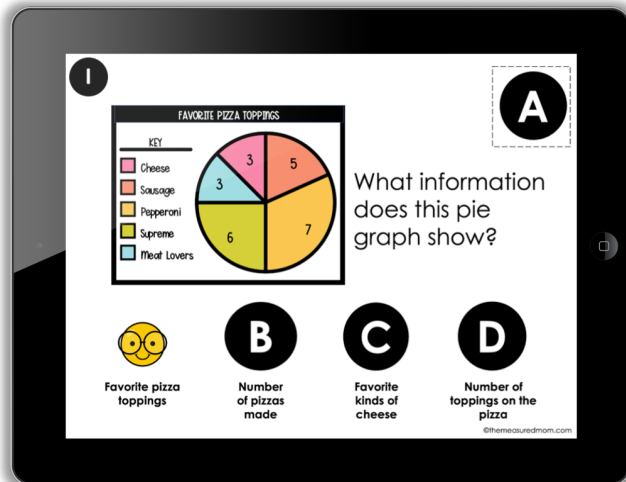 1
A
FAVORITE PIZZA TOPPINGS
KEY
Cheese
Sausage
Pepperoni
Supreme
Meat Lovers
3
5
3
7
6
What information
does this pie
graph show?
B
C
D
Favorite pizza
toppings
Number
of pizzas
made
Favorite
kinds of
cheese
Number of
toppings on the
pizza
©themeasuredmom.com